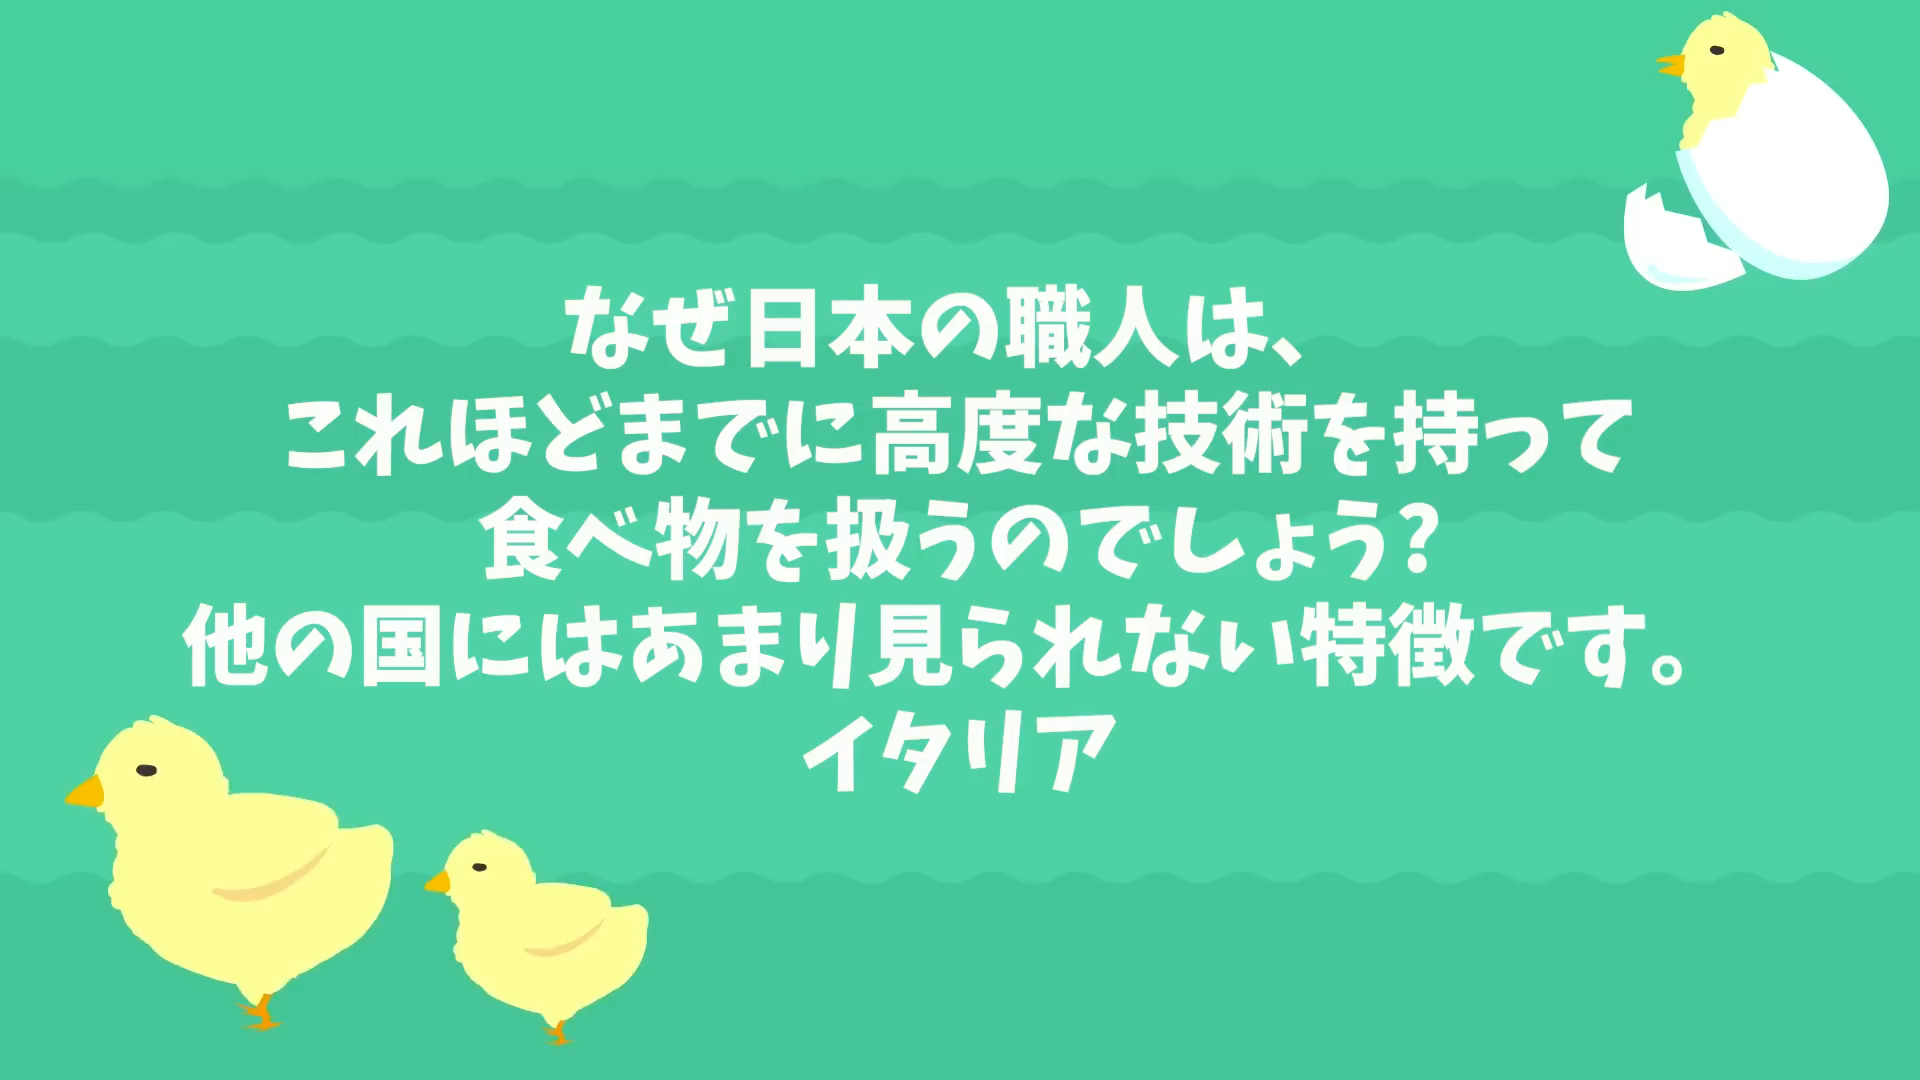 なぜ日本の職人は、
これほどまでに高度な技術を持って
食べ物を扱うのでしょう?
他の国にはあまり見られない特徴です。
イタリア